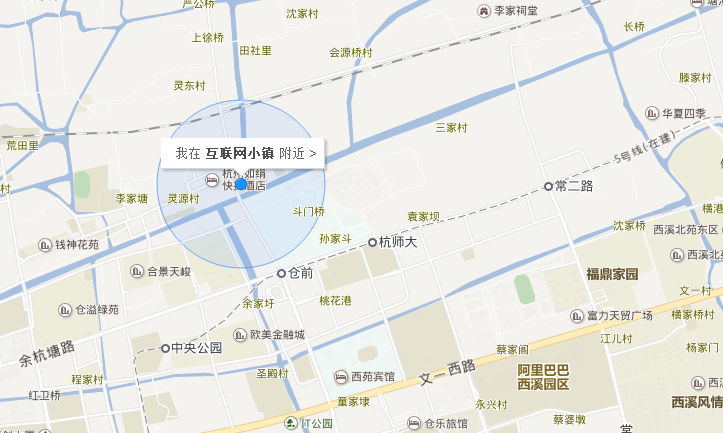 严公桥
沈家村
李家祠堂
上徐桥
长桥
田社里
会源桥村
灵东村
滕家村
华夏四季
三家村
荒田里
5号线(在建)
我在 互联网小镇 附近 >
杭州如绢
快捷酒店
常二路
李家塘
灵源村
斗门桥
袁家坝
横港
沈家桥
西溪北苑东区
钱神花苑
孙家斗
杭师大
西溪北苑
合景天峻
仓前
福鼎家园
文一村
余家圩
桃花港
仓溢绿苑
富力天贸广场
横家桥村
欧美金融城
江儿村
余杭塘路
中央公园
蔡家阁
杨家门
文一西路
圣殿村
程家村
西苑宾馆
阿里巴巴
西溪园区
西溪
红卫桥
童家埭
永兴村
西溪风情
IT公园
仓乐旅馆
蔡婆墩
常